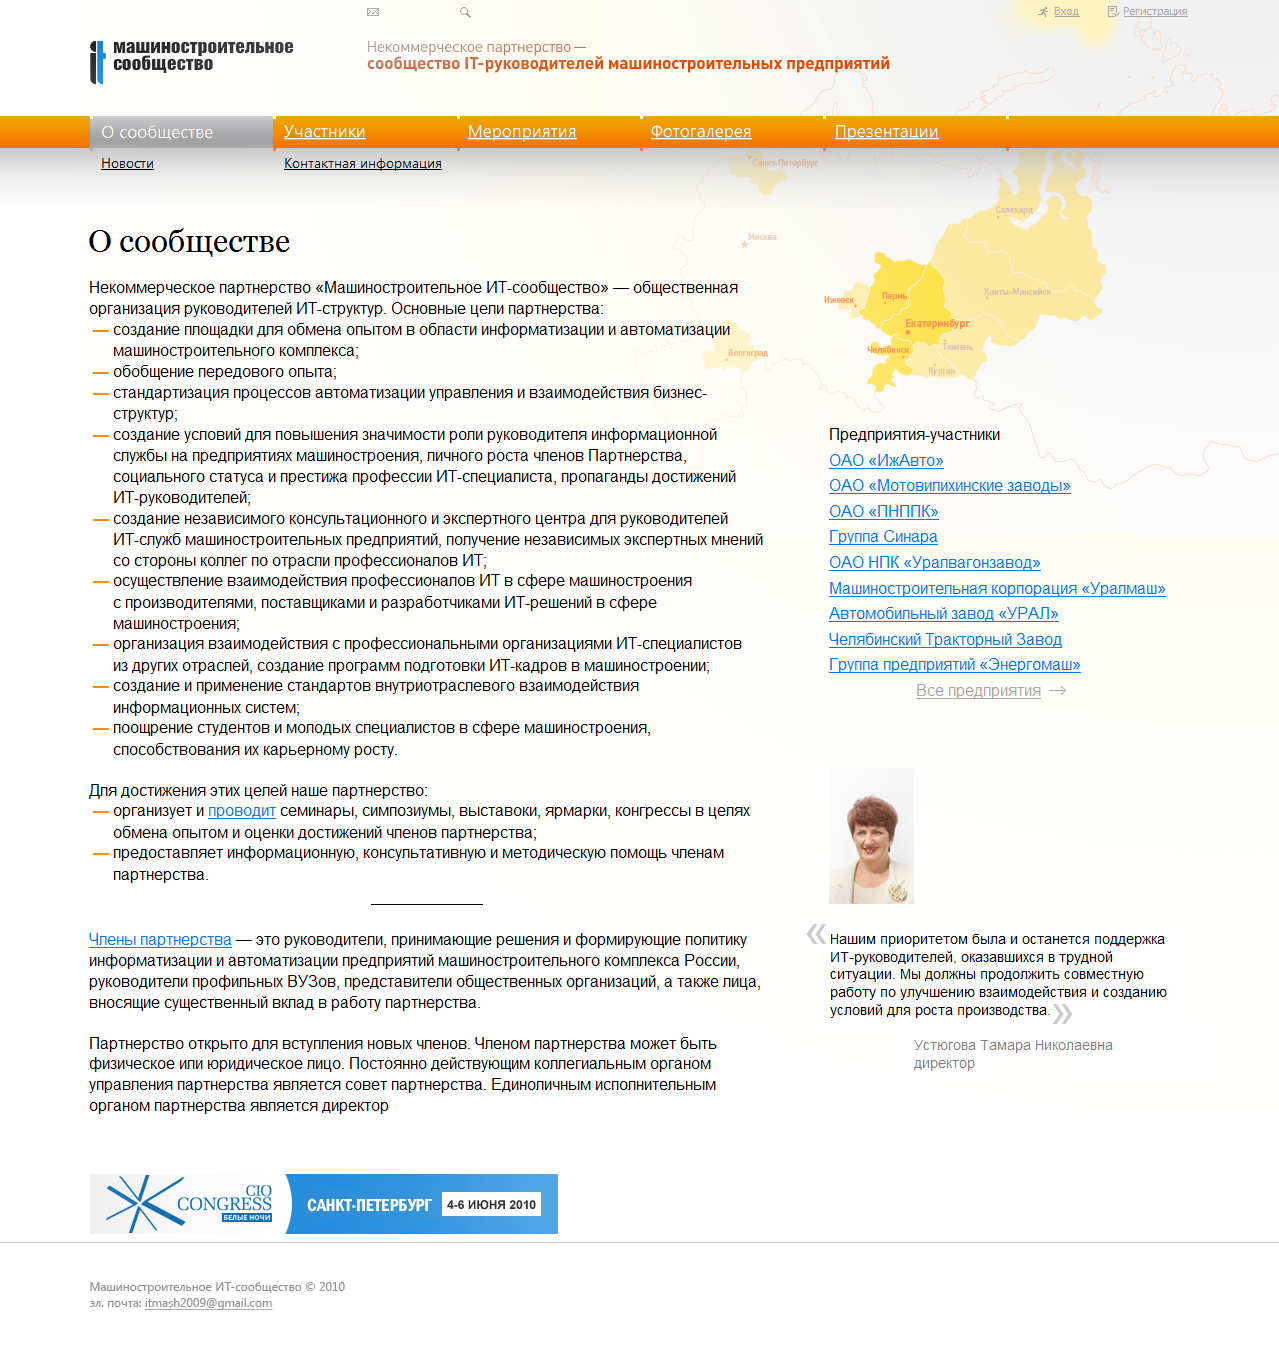 Вход
Регистрация
it машиностроительное
сообщество
Некоммерческое партнерство —
сообщество IT-руководителей машиностроительных предприятий
О сообществе
Участники
Мероприятия
Фотогалерея
Презентации
Новости
Контактная информация
Санкт-Петербург
Москва
Салехард
Ижевск
Пермь
Ханты-Мансийск
Екатеринбург
Челябинск
Тюмень
Курган
Волгоград
О сообществе
Некоммерческое партнерство «Машиностроительное ИТ-сообщество» — общественная
организация руководителей ИТ-структур. Основные цели партнерства:
— создание площадки для обмена опытом в области информатизации и автоматизации
машиностроительного комплекса;
— обобщение передового опыта;
— стандартизация процессов автоматизации управления и взаимодействия бизнес-
структур;
— создание условий для повышения значимости роли руководителя информационной
службы на предприятиях машиностроения, личного роста членов Партнерства,
социального статуса и престижа профессии ИТ-специалиста, пропаганды достижений
ИТ-руководителей;
— создание независимого консультационного и экспертного центра для руководителей
ИТ-служб машиностроительных предприятий, получение независимых экспертных мнений
со стороны коллег по отрасли профессионалов ИТ;
— осуществление взаимодействия профессионалов ИТ в сфере машиностроения
с производителями, поставщиками и разработчиками ИТ-решений в сфере
машиностроения;
— организация взаимодействия с профессиональными организациями ИТ-специалистов
из других отраслей, создание программ подготовки ИТ-кадров в машиностроении;
— создание и применение стандартов внутриотраслевого взаимодействия
информационных систем;
— поощрение студентов и молодых специалистов в сфере машиностроения,
способствования их карьерному росту.
Для достижения этих целей наше партнерство:
— организует и проводит семинары, симпозиумы, выставоки, ярмарки, конгрессы в целях
обмена опытом и оценки достижений членов партнерства;
— предоставляет информационную, консультативную и методическую помощь членам
партнерства.
Члены партнерства — это руководители, принимающие решения и формирующие политику
информатизации и автоматизации предприятий машиностроительного комплекса России,
руководители профильных ВУЗов, представители общественных организаций, а также лица,
вносящие существенный вклад в работу партнерства.
Партнерство открыто для вступления новых членов. Членом партнерства может быть
физическое или юридическое лицо. Постоянно действующим коллегиальным органом
управления партнерства является совет партнерства. Единоличным исполнительным
органом партнерства является директор
Предприятия-участники
ОАО «ИжАвто»
ОАО «Мотовилихинские заводы»
ОАО «ПНППК»
Группа Синара
ОАО НПК «Уралвагонзавод»
Машиностроительная корпорация «Уралмаш»
Автомобильный завод «УРАЛ»
Челябинский Тракторный Завод
Группа предприятий «Энергомаш»
Все предприятия →
« Нашим приоритетом была и останется поддержка
ИТ-руководителей, оказавшихся в трудной
ситуации. Мы должны продолжить совместную
работу по улучшению взаимодействия и созданию
условий для роста производства. »
Устюгова Тамара Николаевна
директор
CIO
CONGRESS
БЕЛЫЕ НОЧИ
САНКТ-ПЕТЕРБУРГ
4-6 ИЮНЯ 2010
Машиностроительное ИТ-сообщество © 2010
эл. почта: itmash2009@gmail.com